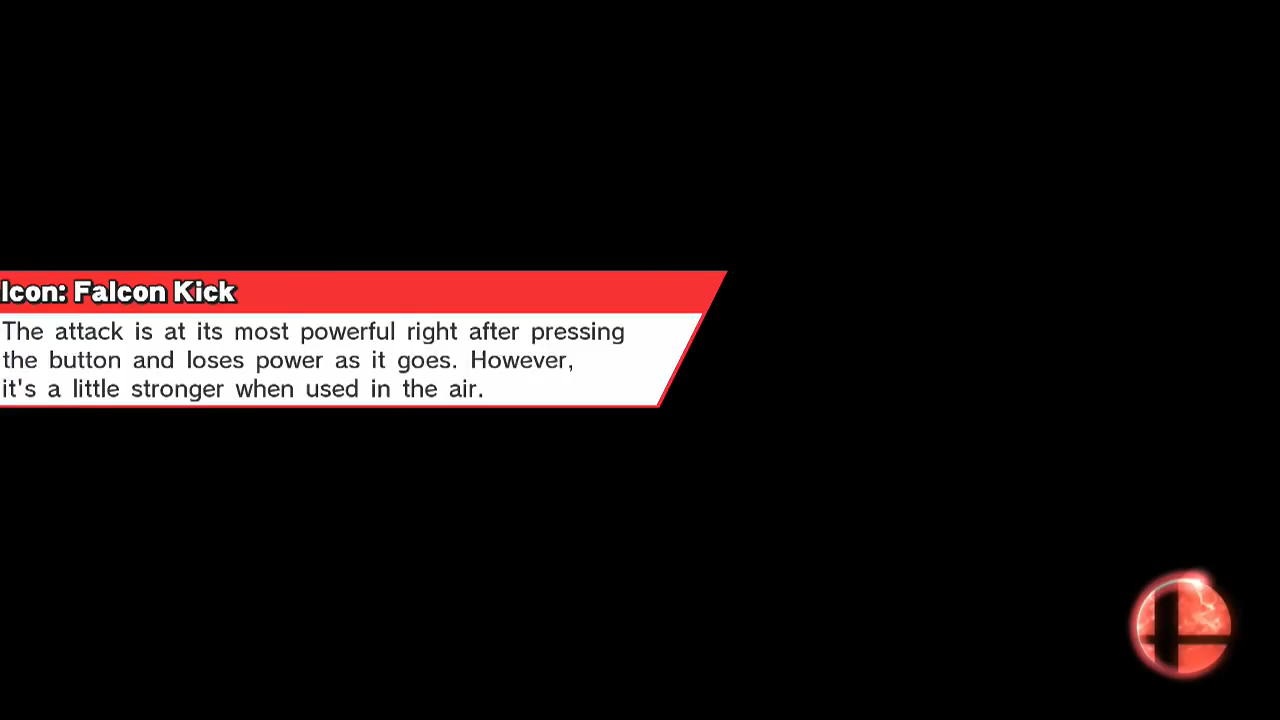 Icon: Falcon Kick
The attack is at its most powerful right after pressing
the button and loses power as it goes. However,
it's a little stronger when used in the air.